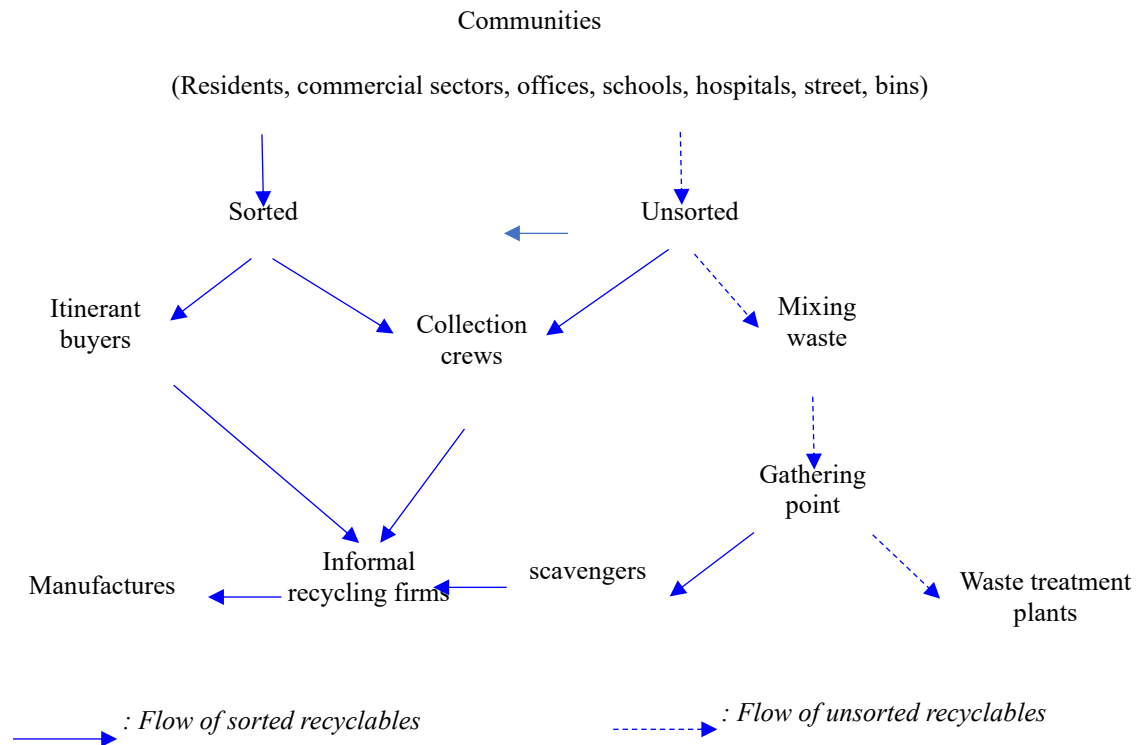 Communities
(Residents, commercial sectors, offices, schools, hospitals, street, bins)
Sorted
Unsorted
Itinerant
buyers
Collection
crews
Mixing
waste
Gathering
point
Manufactures
Informal
recycling firms
scavengers
Waste treatment
plants
: Flow of sorted recyclables
: Flow of unsorted recyclables